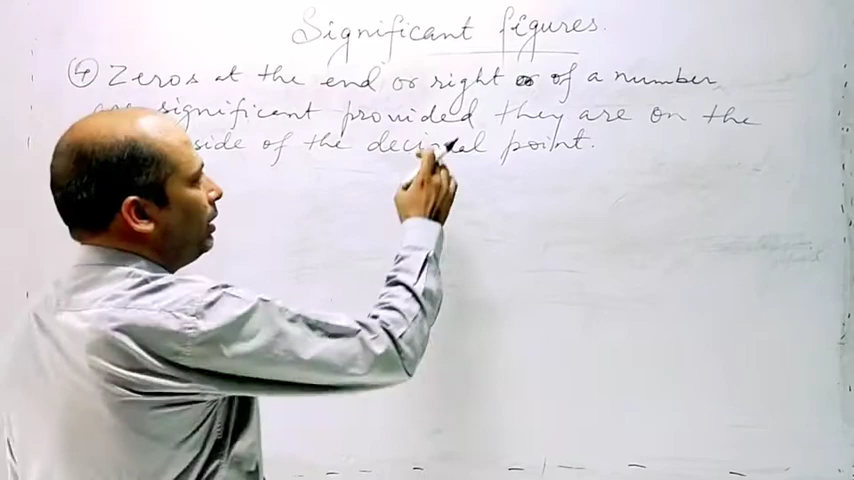 Significant figures.
④ Zeros at the end or right of a number
are significant provided they are on the
side of the decimal point.